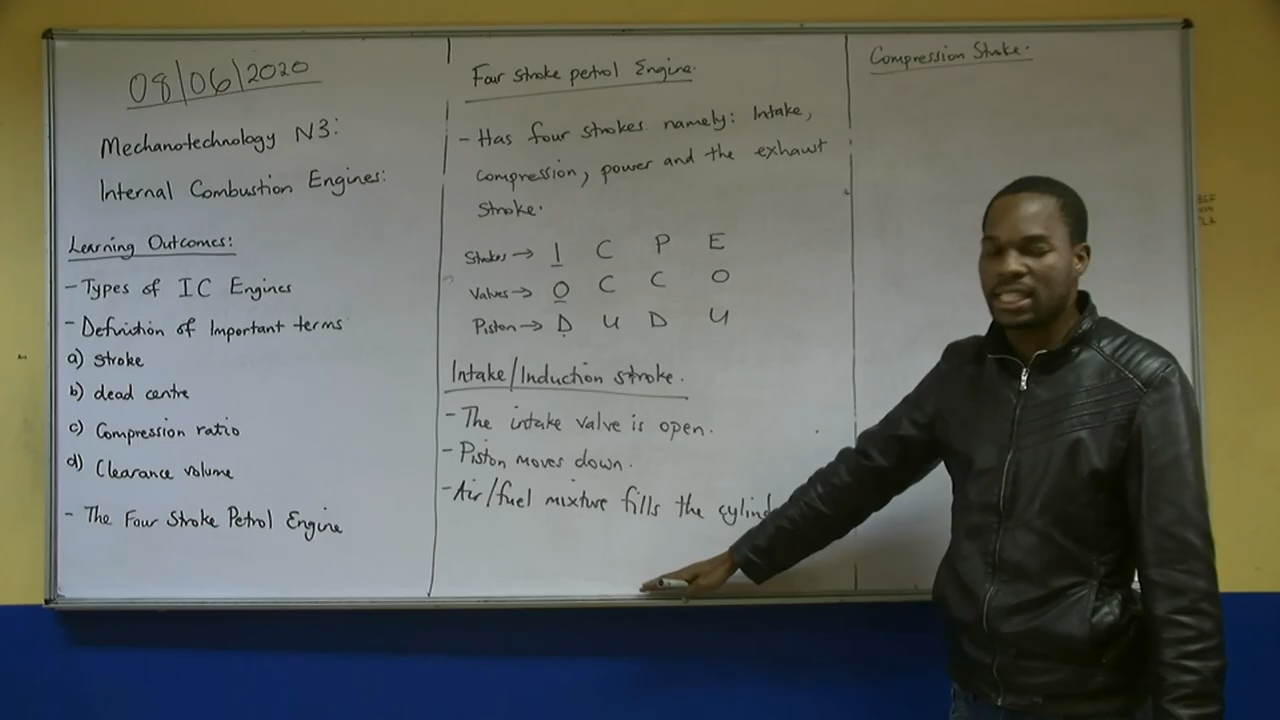 08/06/2020
Mechanotechnology N3:
Internal Combustion Engines:
Learning Outcomes:
- Types of IC Engines
- Definition of Important terms
a) stroke
b) dead centre
c) Compression ratio
d) Clearance volume
- The Four Stroke Petrol Engine
Four stroke petrol Engine.
- Has four strokes namely: Intake,
compression, power and the exhaust
stroke.
Strokes → I C P E
Valves → O C C O
Piston → D U D U
Intake/Induction stroke.
- The intake valve is open.
- Piston moves down.
- Air/fuel mixture fills the cylind
Compression Stroke.